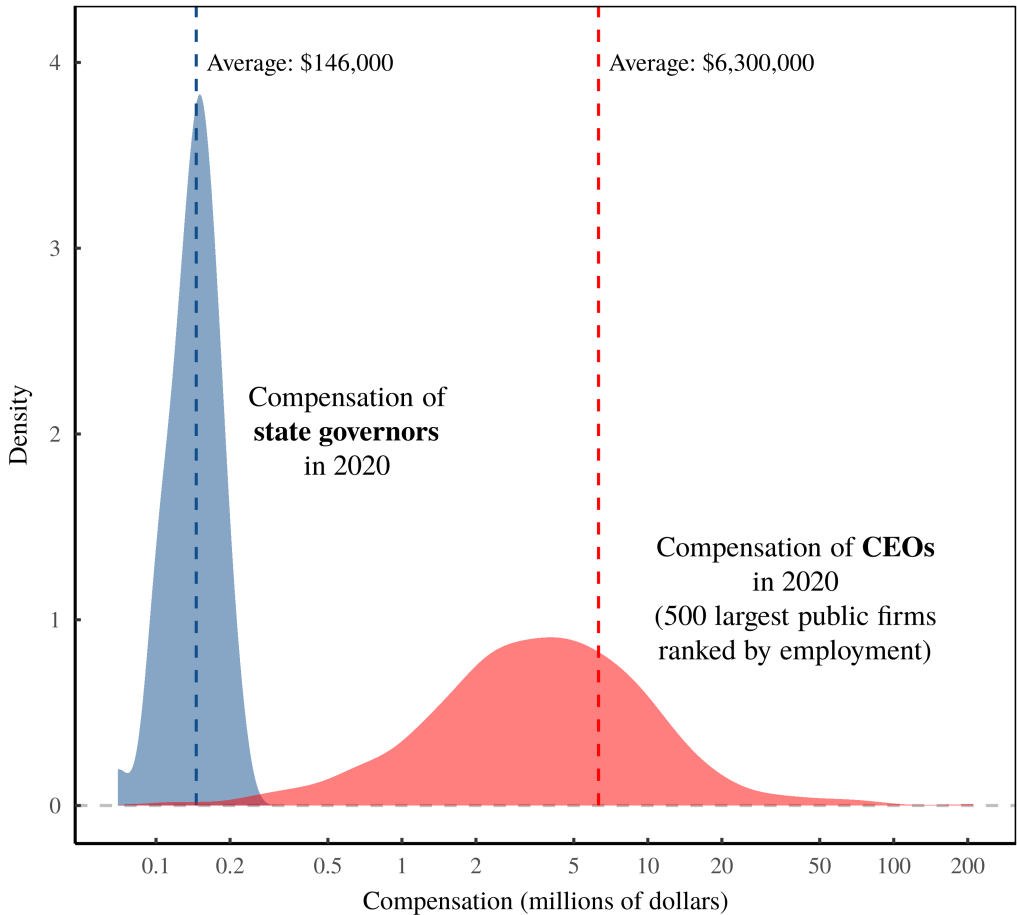 4
Average: $146,000
Average: $6,300,000
3
Compensation of
state governors
in 2020
Density
2
Compensation of CEOs
in 2020
(500 largest public firms
ranked by employment)
1
0
0.1 0.2 0.5 1 2 5 10 20 50 100 200
Compensation (millions of dollars)